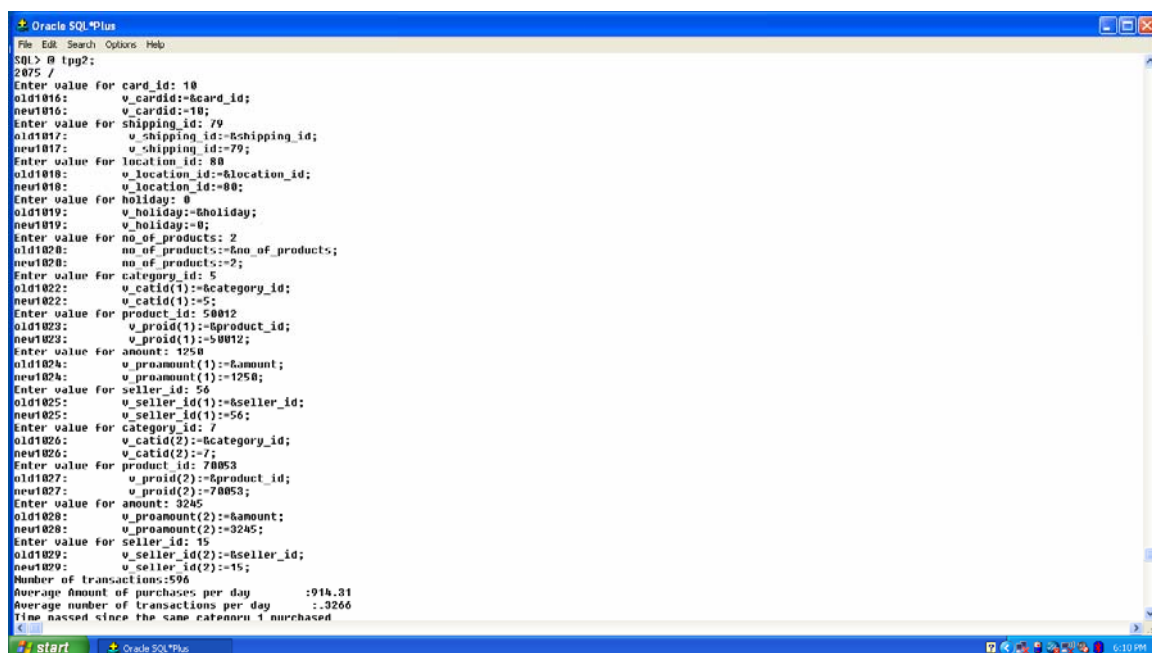 Oracle SQL*Plus
File Edit Search Options Help
SQL> @ tpg2;
2075 /
Enter value for card_id: 10
old1016: v_cardid:=&card_id;
new1016: v_cardid:=10;
Enter value for shipping_id: 79
old1017: v_shipping_id:=&shipping_id;
new1017: v_shipping_id:=79;
Enter value for location_id: 80
old1018: v_location_id:=&location_id;
new1018: v_location_id:=80;
Enter value for holiday: 0
old1019: v_holiday:=&holiday;
new1019: v_holiday:=0;
Enter value for no_of_products: 2
old1020: no_of_products:=&no_of_products;
new1020: no_of_products:=2;
Enter value for category_id: 5
old1022: v_catid(1):=&category_id;
new1022: v_catid(1):=5;
Enter value for product_id: 50012
old1023: v_proid(1):=&product_id;
new1023: v_proid(1):=50012;
Enter value for amount: 1250
old1024: v_proamount(1):=&amount;
new1024: v_proamount(1):=1250;
Enter value for seller_id: 56
old1025: v_seller_id(1):=&seller_id;
new1025: v_seller_id(1):=56;
Enter value for category_id: 7
old1026: v_catid(2):=&category_id;
new1026: v_catid(2):=7;
Enter value for product_id: 70053
old1027: v_proid(2):=&product_id;
new1027: v_proid(2):=70053;
Enter value for amount: 3245
old1028: v_proamount(2):=&amount;
new1028: v_proamount(2):=3245;
Enter value for seller_id: 15
old1029: v_seller_id(2):=&seller_id;
new1029: v_seller_id(2):=15;
Number of transactions:596
Average Amount of purchases per day :914.31
Average number of transactions per day :.3266
Time passed since the same category 1 purchased
start Oracle SQL*Plus 6:10 PM